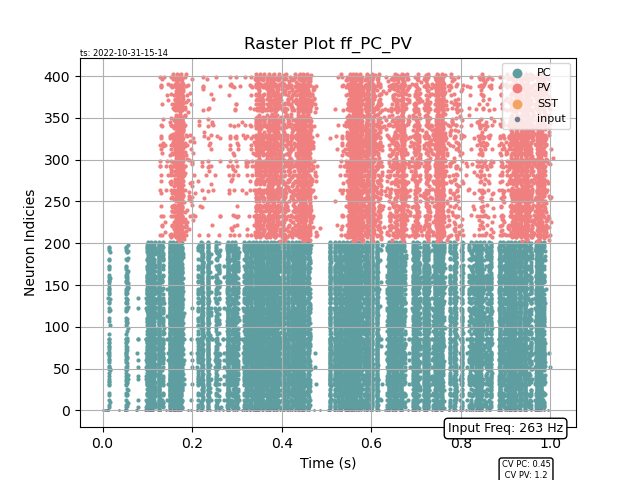 ts: 2022-10-31-15-14
Raster Plot ff_PC_PV
PC
PV
SST
input
400
350
300
250
200
150
100
50
0
Neuron Indicies
0.0 0.2 0.4 0.6 0.8 1.0
Time (s)
Input Freq: 263 Hz
CV PC: 0.45
CV PV: 1.2